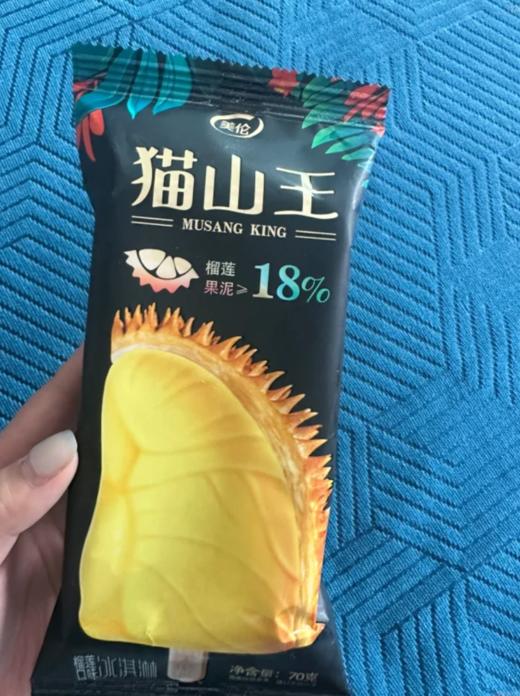 美伦
猫山王
MUSANG KING
榴莲
果泥≥18%
榴莲冰淇淋
净含量：70克